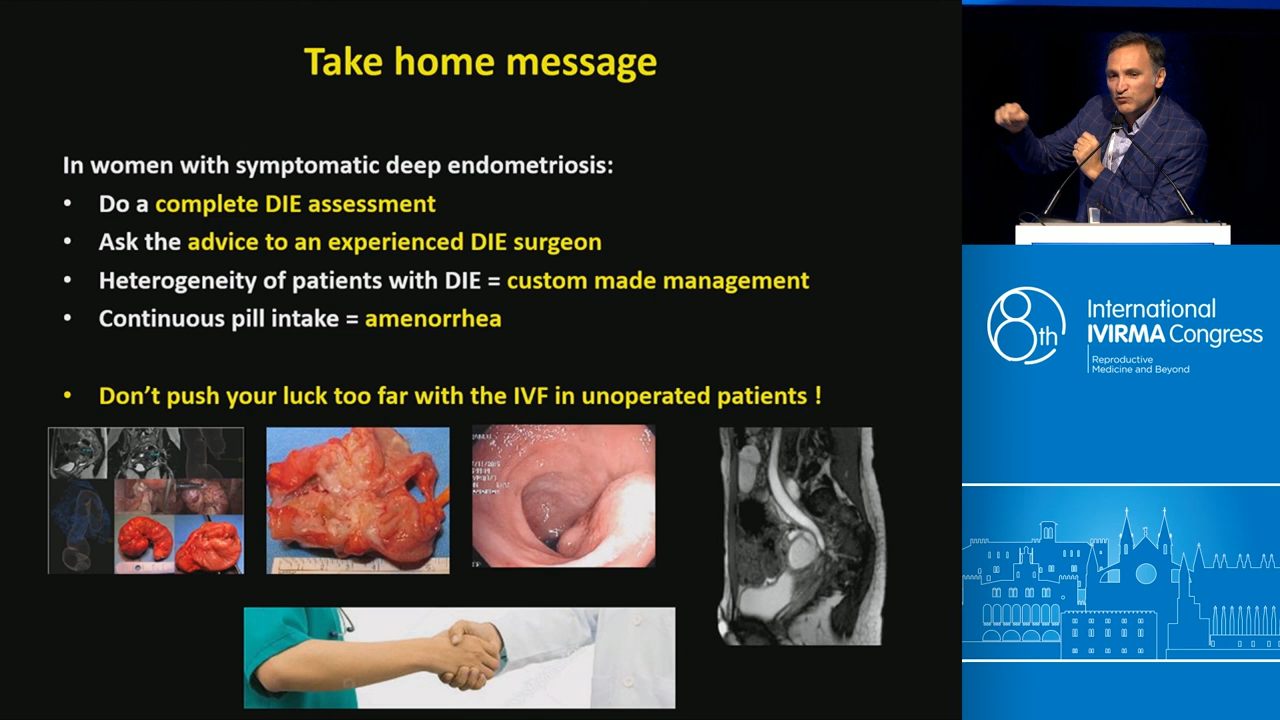 Take home message
In women with symptomatic deep endometriosis:
• Do a complete DIE assessment
• Ask the advice to an experienced DIE surgeon
• Heterogeneity of patients with DIE = custom made management
• Continuous pill intake = amenorrhea
• Don't push your luck too far with the IVF in unoperated patients !
8th
International
IVIRMA Congress
Reproductive
Medicine and Beyond